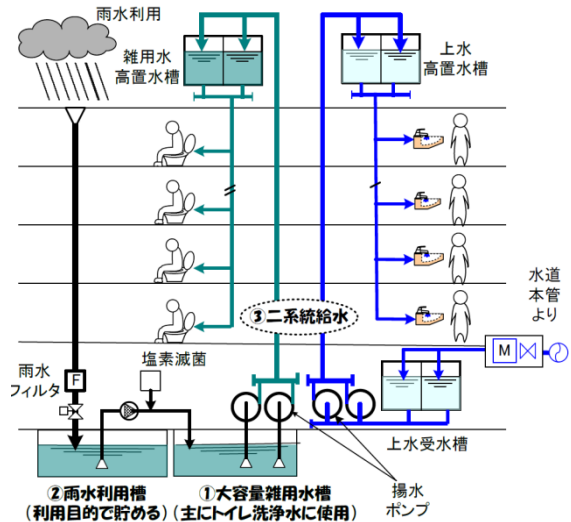 雨水利用
雑用水
高置水槽
上水
高置水槽
③二系統給水
水道
本管
より
M
塩素滅菌
雨水
フィルタ
F
上水受水槽
揚水
ポンプ
②雨水利用槽
(利用目的で貯める)
①大容量雑用水槽
(主にトイレ洗浄水に使用)